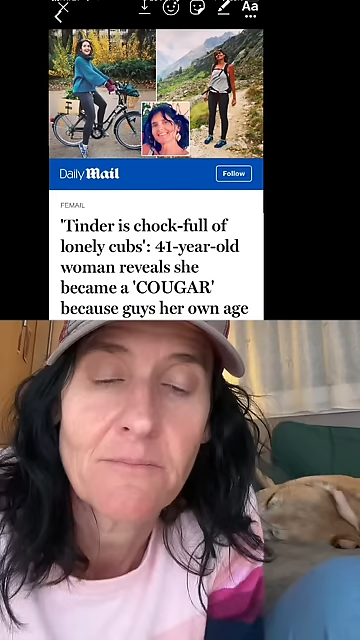 Aa
Daily Mail
Follow
FEMAIL
'Tinder is chock-full of
lonely cubs': 41-year-old
woman reveals she
became a 'COUGAR'
because guys her own age